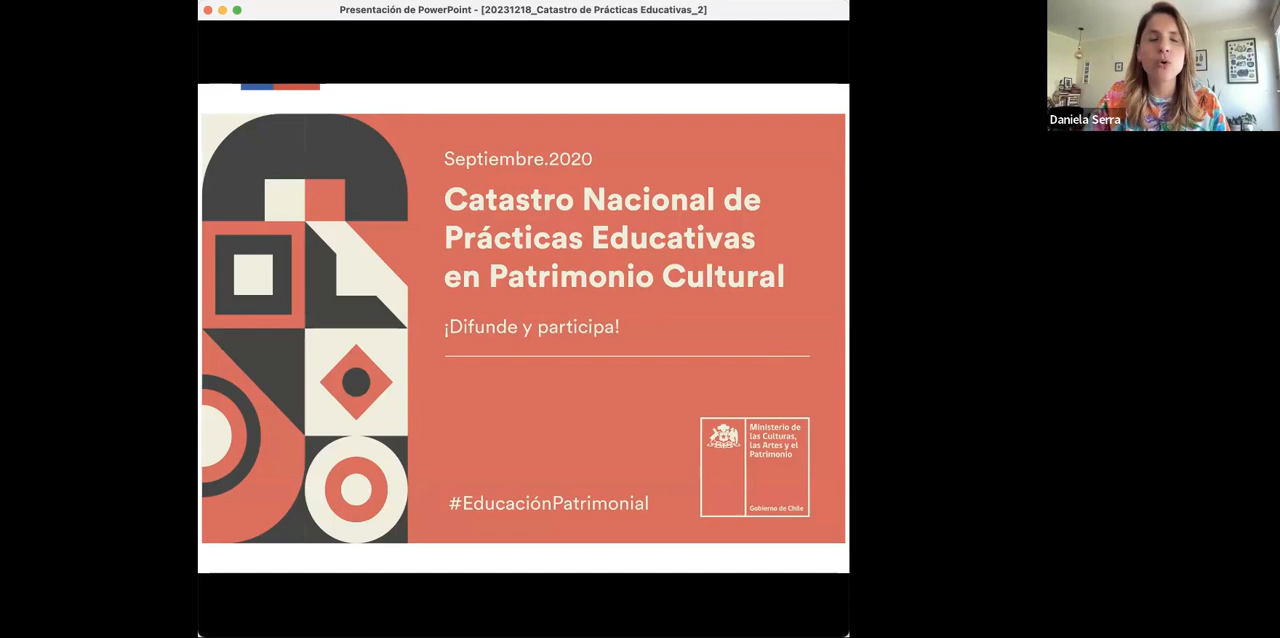 Presentación de PowerPoint - [20231218_Catastro de Prácticas Educativas_2]
Daniela Serra
Septiembre.2020
Catastro Nacional de
Prácticas Educativas
en Patrimonio Cultural
¡Difunde y participa!
Ministerio de
las Culturas,
las Artes y el
Patrimonio
Gobierno de Chile
#EducaciónPatrimonial